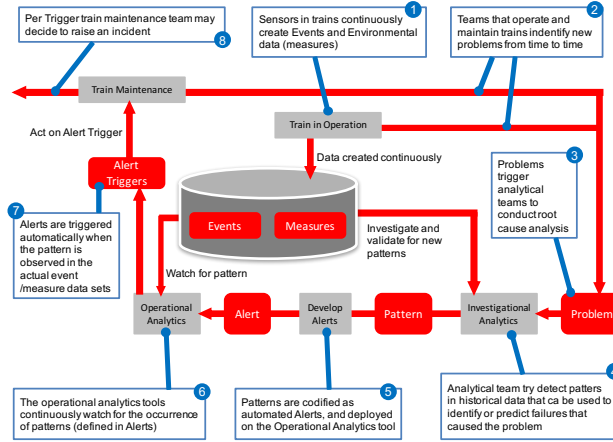 Per Trigger train maintenance team may
decide to raise an incident
8
1
Sensors in trains continuously
create Events and Environmental
data (measures)
2
Teams that operate and
maintain trains indentify new
problems from time to time
Train Maintenance
Train in Operation
Act on Alert Trigger
Data created continuously
Alert
Triggers
3
Problems
trigger
analytical
teams to
conduct root
cause analysis
7
Alerts are triggered
automatically when
the pattern is
observed in the
actual event
/measure data sets
Events
Measures
Investigate and
validate for new
patterns
Watch for pattern
Operational
Analytics
Alert
Develop
Alerts
Pattern
Investigational
Analytics
Problem
6
The operational analytics tools
continuously watch for the occurrence
of patterns (defined in Alerts)
5
Patterns are codified as
automated Alerts, and deployed
on the Operational Analytics tool
4
Analytical team try detect patters
in historical data that ca be used to
identify or predict failures that
caused the problem